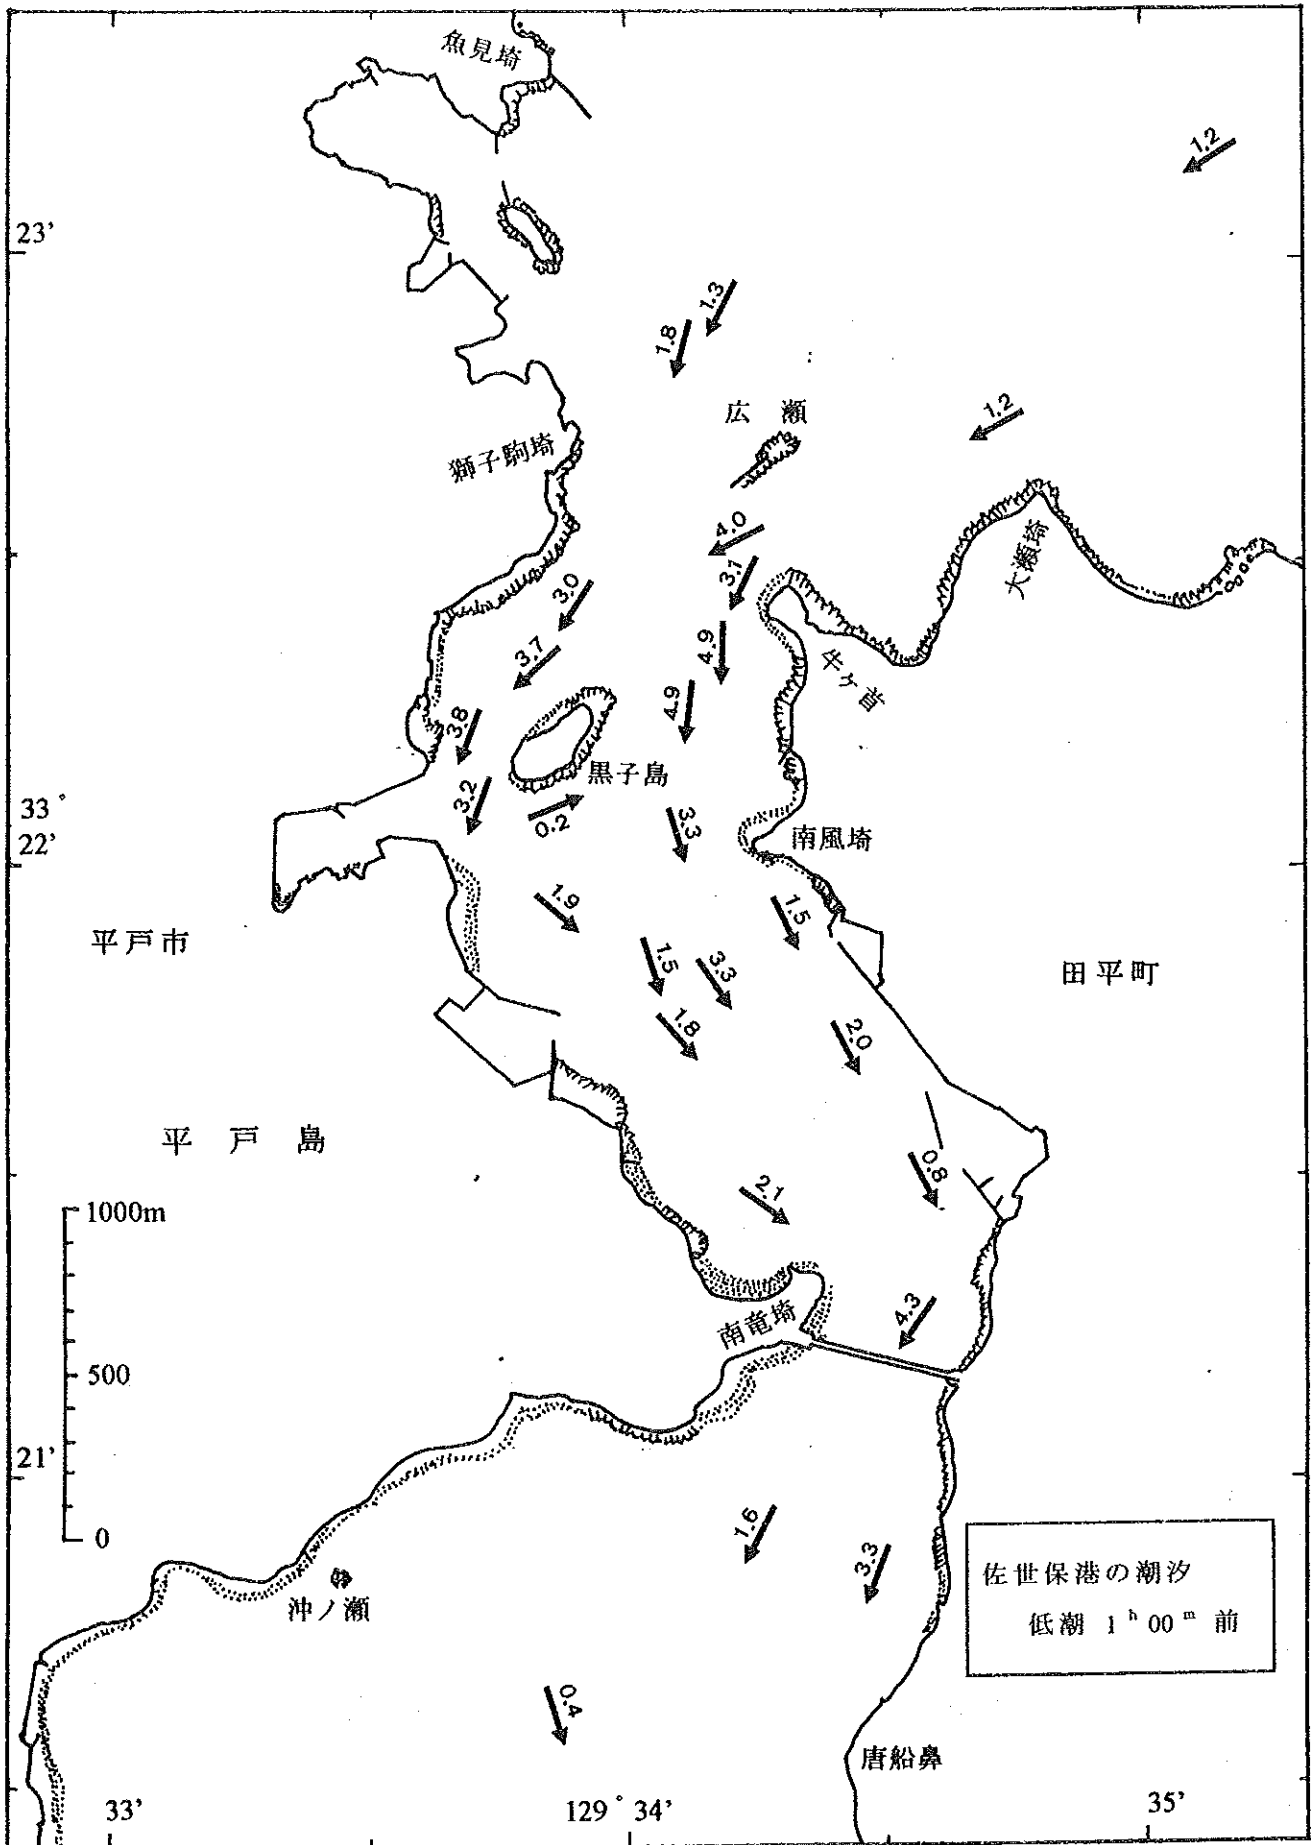 魚見埼
1.2
23'
1.3
1.8
広 瀬
1.2
獅子駒埼
4.0
大瀬埼
3.1
3.0
4.9
3.7
牛ヶ首
4.9
3.8
黒子島
3.2
33°
22'
0.2
3.3
南風埼
1.9
1.5
平戸市
1.5
3.3
田平町
1.8
2.0
平 戸 島
0.8
2.1
1000m
4.3
南竜埼
500
21'
1.6
0
3.3
佐世保港の潮汐
低潮 1ʰ00ᵐ 前
沖ノ瀬
0.4
唐船鼻
33'
129°34'
35'